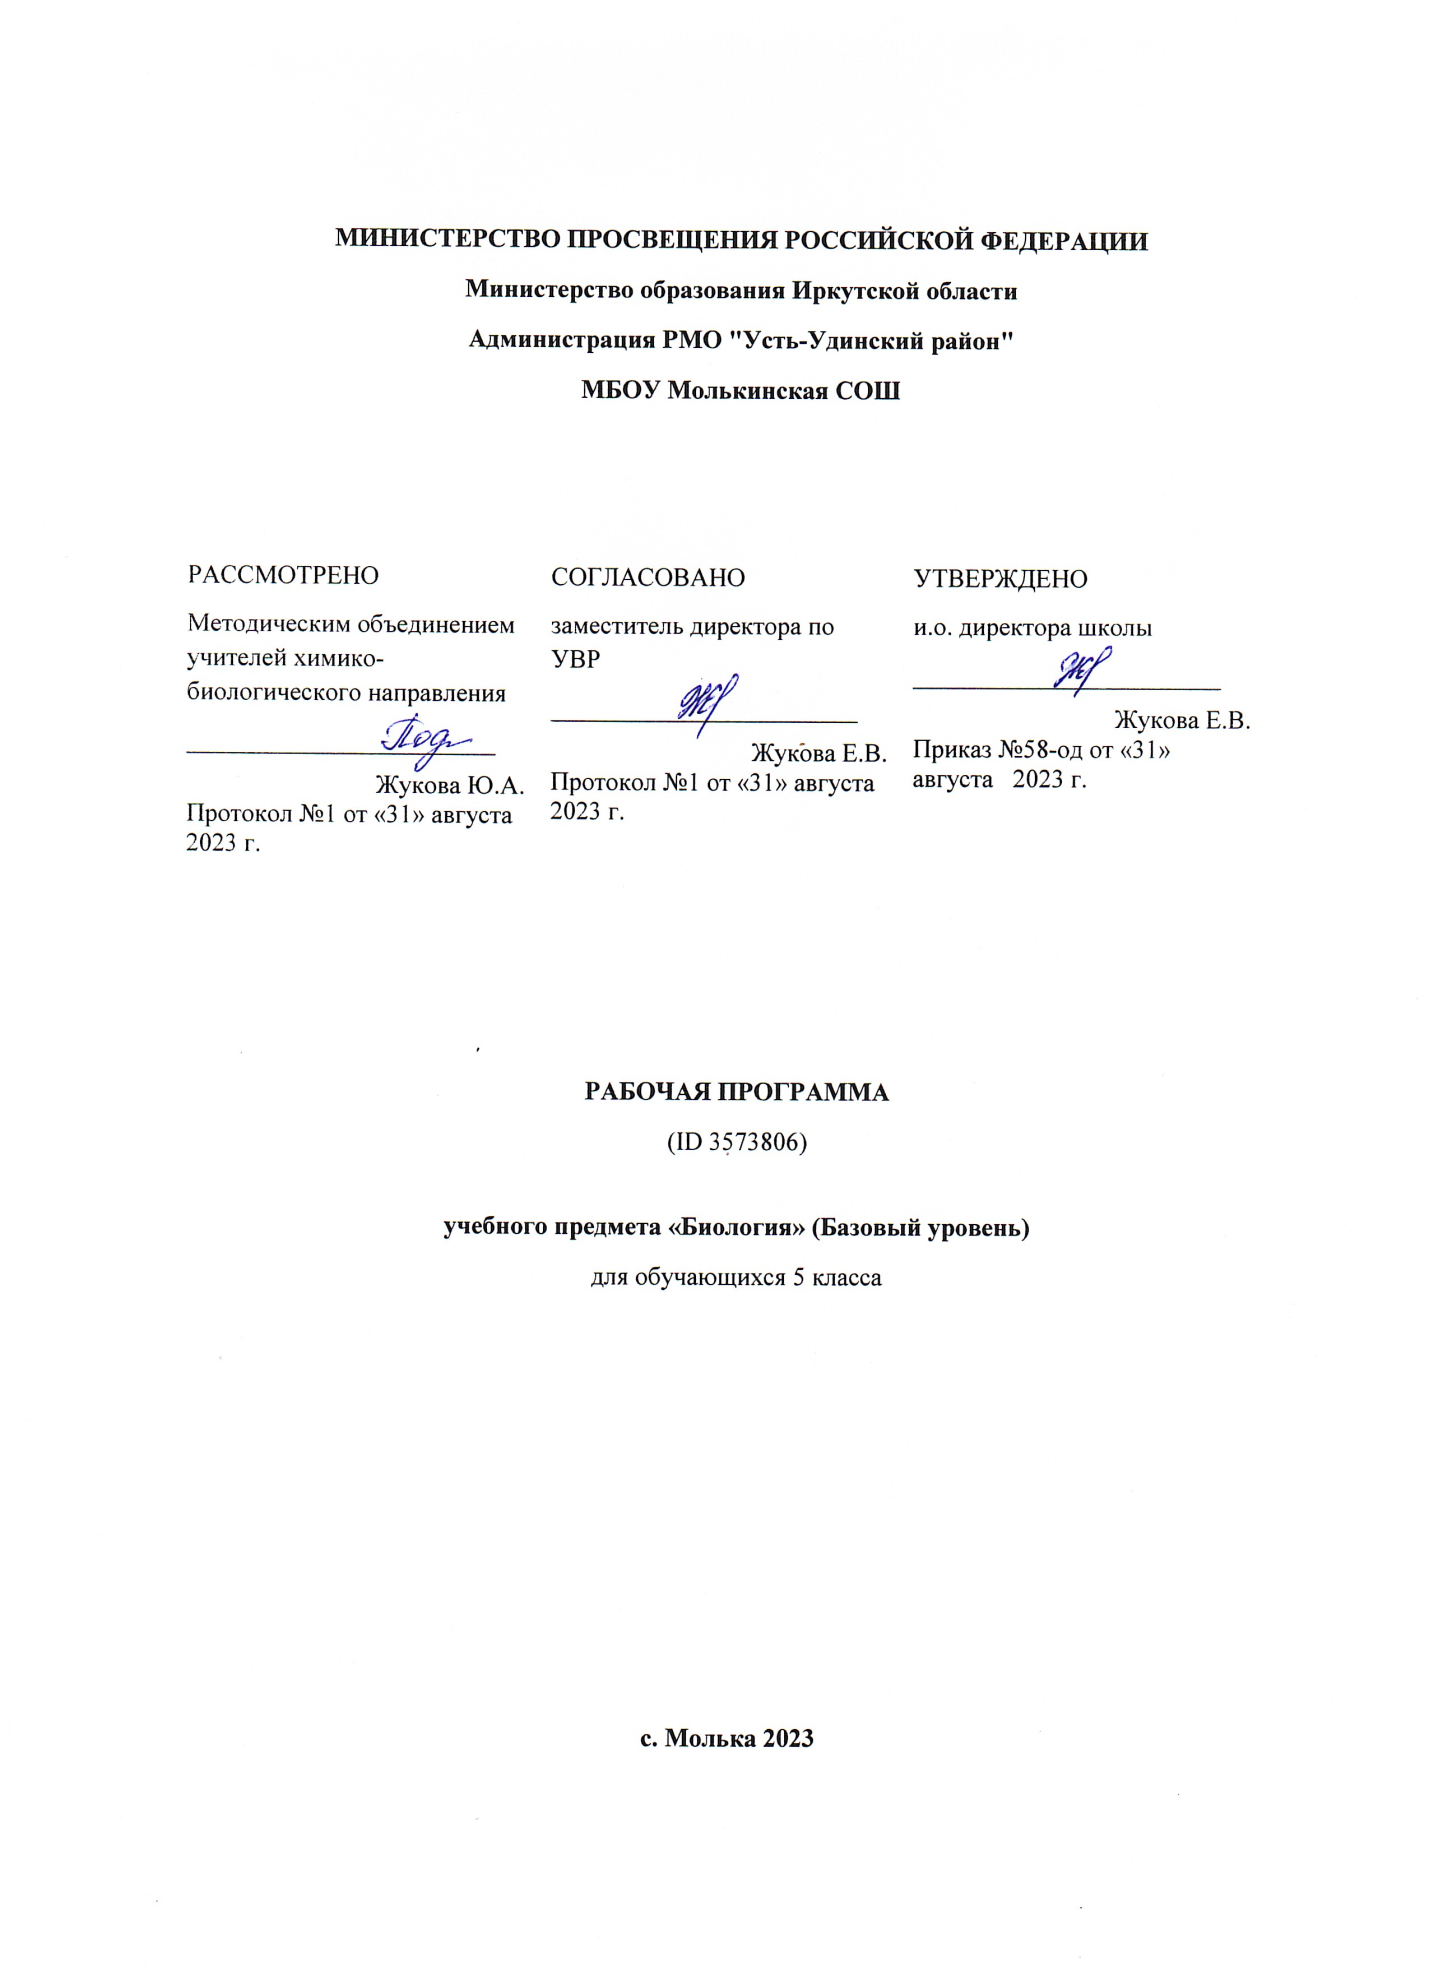 МИНИСТЕРСТВО ПРОСВЕЩЕНИЯ РОССИЙСКОЙ ФЕДЕРАЦИИ
Министерство образования Иркутской области
Администрация РМО "Усть-Удинский район"
МБОУ Молькинская СОШ
РАССМОТРЕНО
Методическим объединением
учителей химико-
биологического направления
Жукова Ю.А.
Протокол №1 от «31» августа
2023 г.
СОГЛАСОВАНО
заместитель директора по
УВР
Жукова Е.В.
Протокол №1 от «31» августа
2023 г.
УТВЕРЖДЕНО
и.о. директора школы
Жукова Е.В.
Приказ №58-од от «31»
августа 2023 г.
РАБОЧАЯ ПРОГРАММА
(ID 3573806)
учебного предмета «Биология» (Базовый уровень)
для обучающихся 5 класса
с. Молька 2023